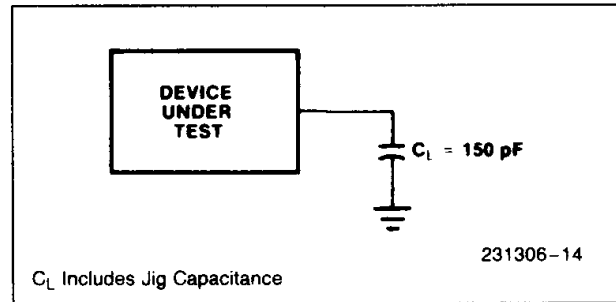 DEVICE
UNDER
TEST
C_L = 150 pF
231306-14
C_L Includes Jig Capacitance